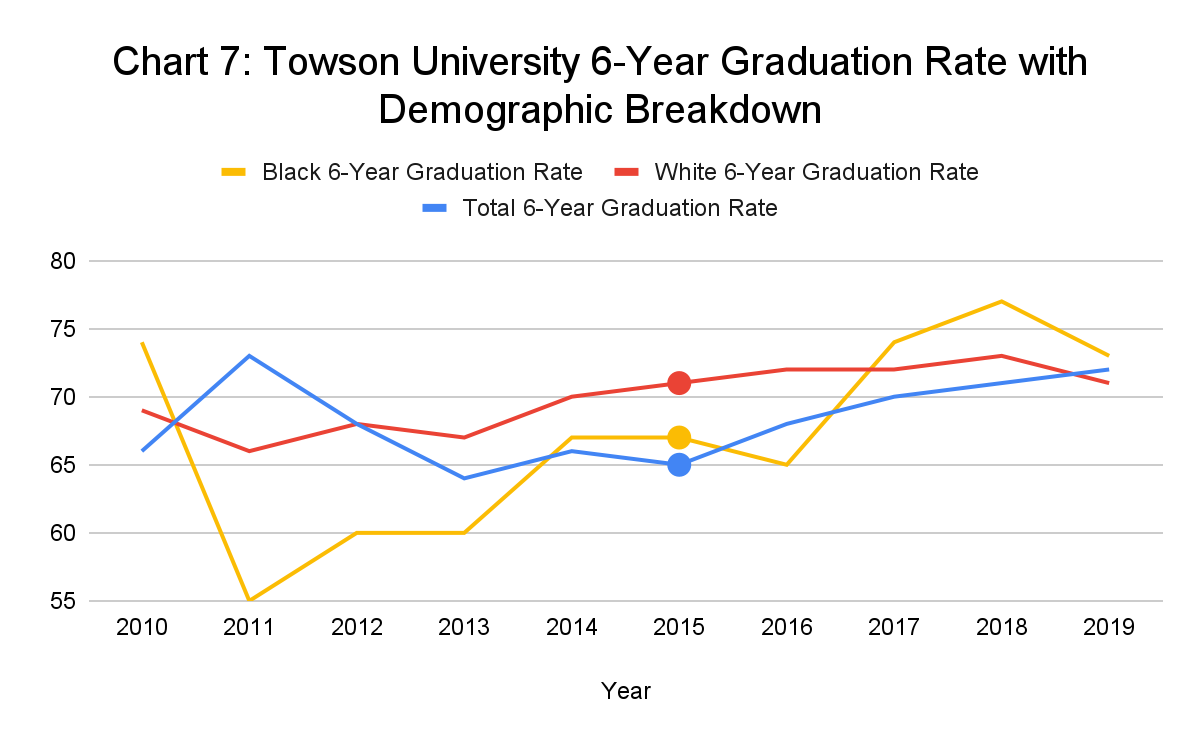 Chart 7: Towson University 6-Year Graduation Rate with
Demographic Breakdown
Black 6-Year Graduation Rate White 6-Year Graduation Rate
Total 6-Year Graduation Rate
80
75
70
65
60
55
2010 2011 2012 2013 2014 2015 2016 2017 2018 2019
Year